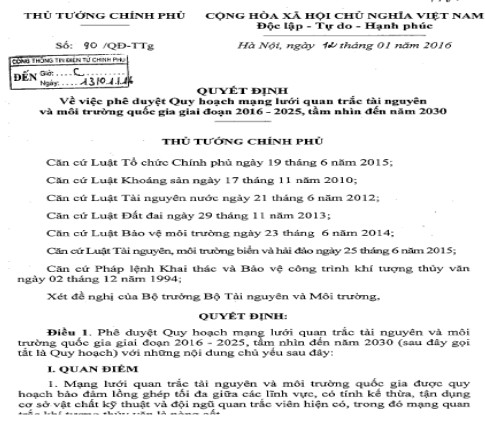 THỦ TƯỚNG CHÍNH PHỦ
CỘNG HÒA XÃ HỘI CHỦ NGHĨA VIỆT NAM
Độc lập - Tự do - Hạnh phúc
Số: 90 /QĐ-TTg
Hà Nội, ngày 12 tháng 01 năm 2016
CỔNG THÔNG TIN ĐIỆN TỬ CHÍNH PHỦ
ĐẾN Giờ: .... C ....
Ngày: .... 13/01/16
QUYẾT ĐỊNH
Về việc phê duyệt Quy hoạch mạng lưới quan trắc tài nguyên
và môi trường quốc gia giai đoạn 2016 - 2025, tầm nhìn đến năm 2030
THỦ TƯỚNG CHÍNH PHỦ
Căn cứ Luật Tổ chức Chính phủ ngày 19 tháng 6 năm 2015;
Căn cứ Luật Khoáng sản ngày 17 tháng 11 năm 2010;
Căn cứ Luật Tài nguyên nước ngày 21 tháng 6 năm 2012;
Căn cứ Luật Đất đai ngày 29 tháng 11 năm 2013;
Căn cứ Luật Bảo vệ môi trường ngày 23 tháng 6 năm 2014;
Căn cứ Luật Tài nguyên, môi trường biển và hải đảo ngày 25 tháng 6 năm 2015;
Căn cứ Pháp lệnh Khai thác và Bảo vệ công trình khí tượng thủy văn
ngày 02 tháng 12 năm 1994;
Xét đề nghị của Bộ trưởng Bộ Tài nguyên và Môi trường,
QUYẾT ĐỊNH:
Điều 1. Phê duyệt Quy hoạch mạng lưới quan trắc tài nguyên và môi
trường quốc gia giai đoạn 2016 - 2025, tầm nhìn đến năm 2030 (sau đây gọi
tắt là Quy hoạch) với những nội dung chủ yếu sau đây:
I. QUAN ĐIỂM
1. Mạng lưới quan trắc tài nguyên và môi trường quốc gia được quy
hoạch bảo đảm lồng ghép tối đa giữa các lĩnh vực, có tính kế thừa, tận dụng
cơ sở vật chất kỹ thuật và đội ngũ quan trắc viên hiện có, trong đó mạng quan